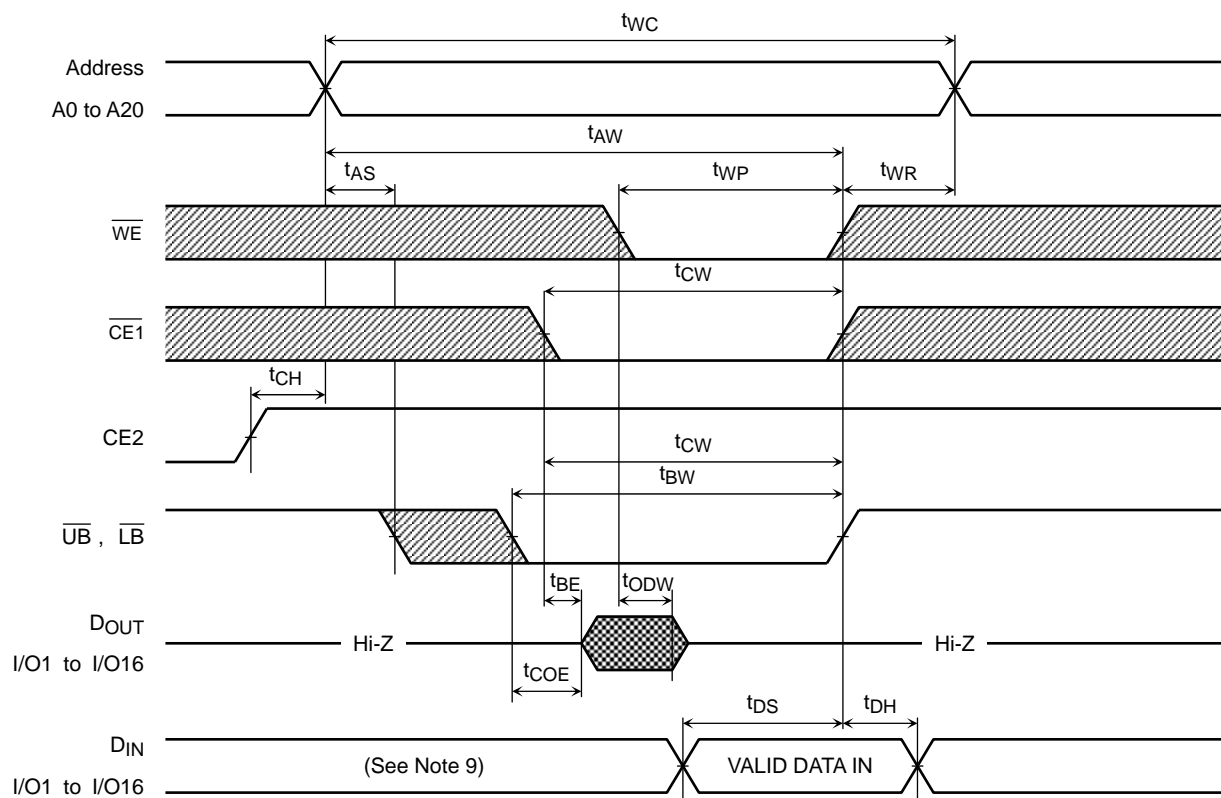 tWC
Address
A0 to A20
tAW
tAS
tWP
tWR
WE
tCW
CE1
tCH
CE2
tCW
tBW
UB , LB
tBE
tODW
DOUT
Hi-Z
Hi-Z
I/O1 to I/O16
tCOE
tDS
tDH
DIN
(See Note 9)
VALID DATA IN
I/O1 to I/O16